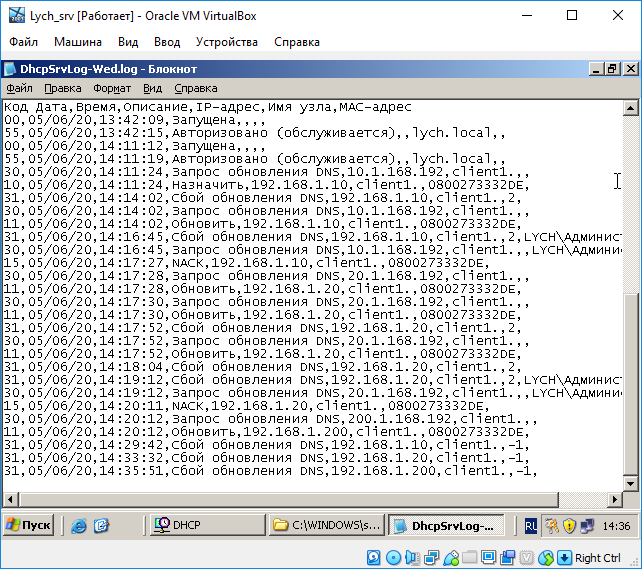 Lych_srv [Работает] - Oracle VM VirtualBox
Файл Машина Вид Ввод Устройства Справка
DhcpSrvLog-Wed.log - Блокнот
Файл Правка Формат Вид Справка
Код Дата,Время,Описание,IP-адрес,Имя узла,MAC-адрес
00,05/06/20,13:42:09,Запущена,,,,
55,05/06/20,13:42:15,Авторизовано (обслуживается),,lych.local,,
00,05/06/20,14:11:12,Запущена,,,,
55,05/06/20,14:11:19,Авторизовано (обслуживается),,lych.local,,
30,05/06/20,14:11:24,Запрос обновления DNS,10.1.168.192,client1.,,
10,05/06/20,14:11:24,Назначить,192.168.1.10,client1.,0800273332DE,
31,05/06/20,14:14:02,Сбой обновления DNS,192.168.1.10,client1.,2,
30,05/06/20,14:14:02,Запрос обновления DNS,10.1.168.192,client1.,,
11,05/06/20,14:14:02,Обновить,192.168.1.10,client1.,0800273332DE,
31,05/06/20,14:16:45,Сбой обновления DNS,192.168.1.10,client1.,2,LYCH\Админист
30,05/06/20,14:16:45,Запрос обновления DNS,10.1.168.192,client1.,,LYCH\Админис
15,05/06/20,14:17:27,NACK,192.168.1.10,client1.,0800273332DE,
30,05/06/20,14:17:28,Запрос обновления DNS,20.1.168.192,client1.,,
11,05/06/20,14:17:28,Обновить,192.168.1.20,client1.,0800273332DE,
30,05/06/20,14:17:30,Запрос обновления DNS,20.1.168.192,client1.,,
11,05/06/20,14:17:30,Обновить,192.168.1.20,client1.,0800273332DE,
31,05/06/20,14:17:52,Сбой обновления DNS,192.168.1.20,client1.,2,
30,05/06/20,14:17:52,Запрос обновления DNS,20.1.168.192,client1.,,
11,05/06/20,14:17:52,Обновить,192.168.1.20,client1.,0800273332DE,
31,05/06/20,14:18:04,Сбой обновления DNS,192.168.1.20,client1.,2,
31,05/06/20,14:19:12,Сбой обновления DNS,192.168.1.20,client1.,2,LYCH\Админист
30,05/06/20,14:19:12,Запрос обновления DNS,20.1.168.192,client1.,,LYCH\Админис
15,05/06/20,14:20:11,NACK,192.168.1.20,client1.,0800273332DE,
30,05/06/20,14:20:12,Запрос обновления DNS,200.1.168.192,client1.,,
11,05/06/20,14:20:12,Обновить,192.168.1.200,client1.,0800273332DE,
31,05/06/20,14:29:42,Сбой обновления DNS,192.168.1.10,client1.,-1,
31,05/06/20,14:33:32,Сбой обновления DNS,192.168.1.20,client1.,-1,
31,05/06/20,14:35:51,Сбой обновления DNS,192.168.1.200,client1.,-1,
Пуск DHCP C:\WINDOWS\s... DhcpSrvLog-... RL 14:36
Right Ctrl